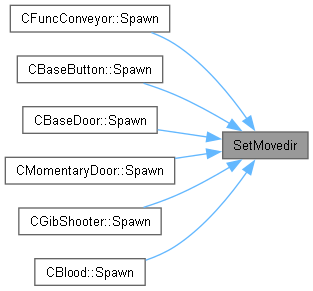 CFuncConveyor::Spawn
CBaseButton::Spawn
CBaseDoor::Spawn
SetMovedir
CMomentaryDoor::Spawn
CGibShooter::Spawn
CBlood::Spawn